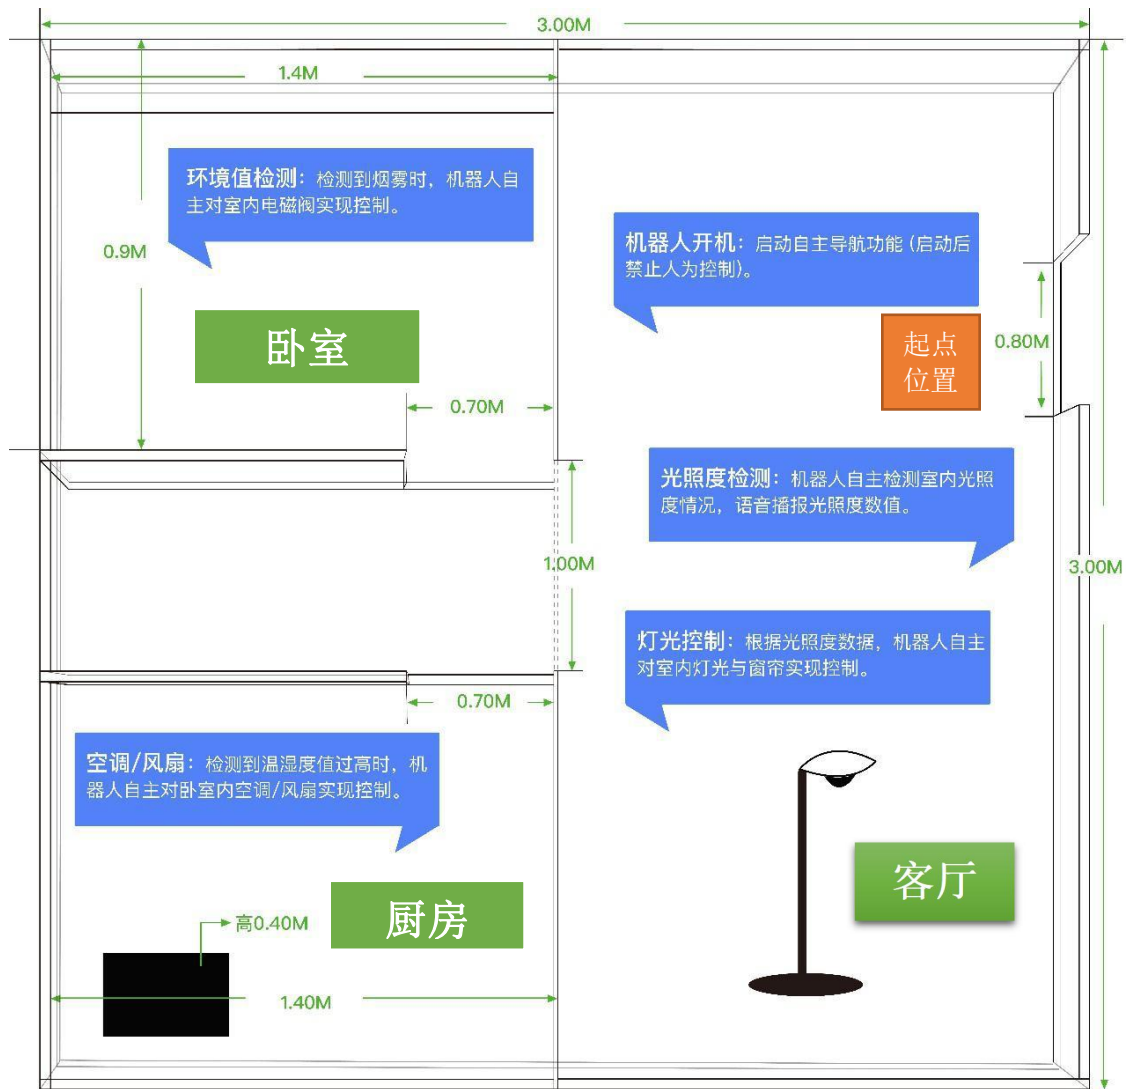 3.00M
1.4M
环境值检测：检测到烟雾时，机器人自
主对室内电磁阀实现控制。
0.9M
卧室
0.70M
机器人开机：启动自主导航功能（启动后
禁止人为控制）。
起点
位置
0.80M
光照度检测：机器人自主检测室内光照
度情况，语音播报光照度数值。
1.00M
3.00M
灯光控制：根据光照度数据，机器人自主
对室内灯光与窗帘实现控制。
0.70M
空调/风扇：检测到温湿度值过高时，机
器人自主对卧室内空调/风扇实现控制。
厨房
高0.40M
1.40M
客厅